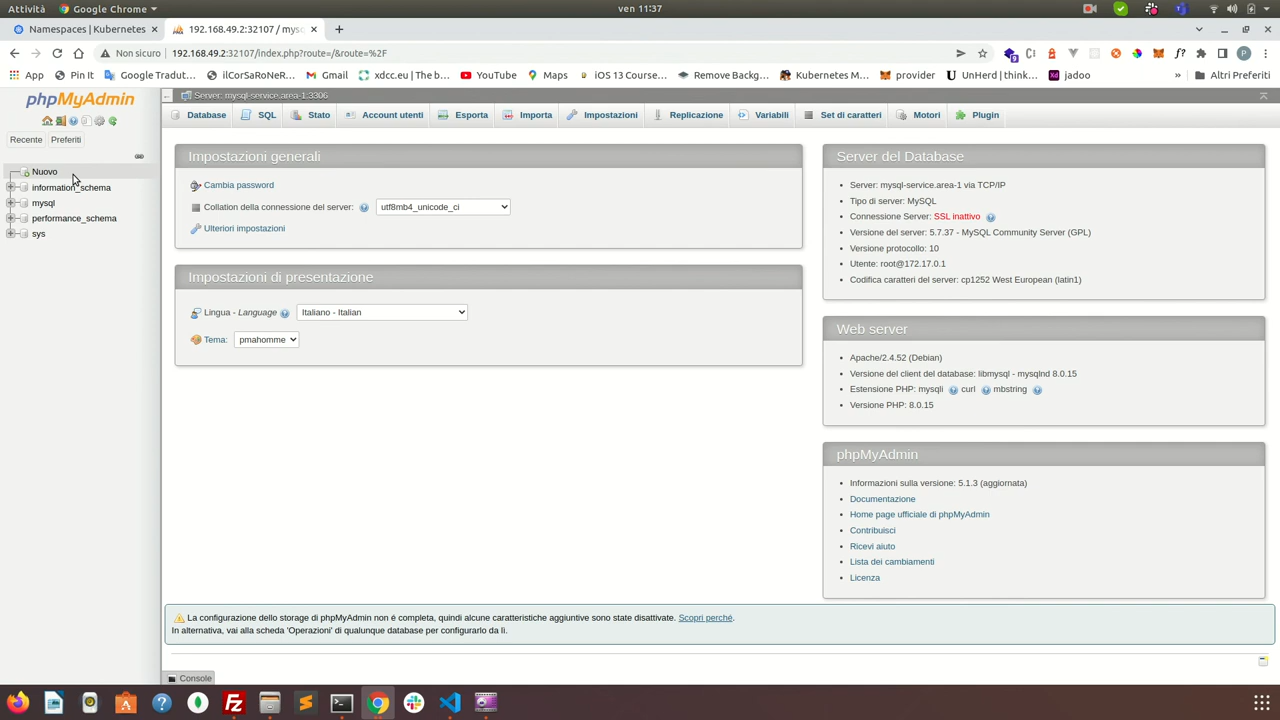 Attività
Google Chrome
ven 11:37
Namespaces | Kubernetes
192.168.49.2:32107 / mysq
Non sicuro
192.168.49.2:32107/index.php?route=/&route=%2F
App
Pin It
Google Tradut...
ilCorSaRoNeR...
Gmail
xdcc.eu | The b...
YouTube
Maps
iOS 13 Course...
Remove Backg...
Kubernetes M...
provider
UnHerd | think...
jadoo
»
Altri Preferiti
phpMyAdmin
Recente
Preferiti
Nuovo
information_schema
mysql
performance_schema
sys
Server: mysql-service.area-1:3306
Database
SQL
Stato
Account utenti
Esporta
Importa
Impostazioni
Replicazione
Variabili
Set di caratteri
Motori
Plugin
Impostazioni generali
Cambia password
Collation della connessione del server:
utf8mb4_unicode_ci
Ulteriori impostazioni
Impostazioni di presentazione
Lingua - Language
Italiano - Italian
Tema:
pmahomme
Server del Database
Server: mysql-service.area-1 via TCP/IP
Tipo di server: MySQL
Connessione Server: SSL inattivo
Versione del server: 5.7.37 - MySQL Community Server (GPL)
Versione protocollo: 10
Utente: root@172.17.0.1
Codifica caratteri del server: cp1252 West European (latin1)
Web server
Apache/2.4.52 (Debian)
Versione del client del database: libmysql - mysqlnd 8.0.15
Estensione PHP: mysqli curl mbstring
Versione PHP: 8.0.15
phpMyAdmin
Informazioni sulla versione: 5.1.3 (aggiornata)
Documentazione
Home page ufficiale di phpMyAdmin
Contribuisci
Ricevi aiuto
Lista dei cambiamenti
Licenza
La configurazione dello storage di phpMyAdmin non è completa, quindi alcune caratteristiche aggiuntive sono state disattivate. Scopri perché.
In alternativa, vai alla scheda 'Operazioni' di qualunque database per configurarlo da lì.
Console